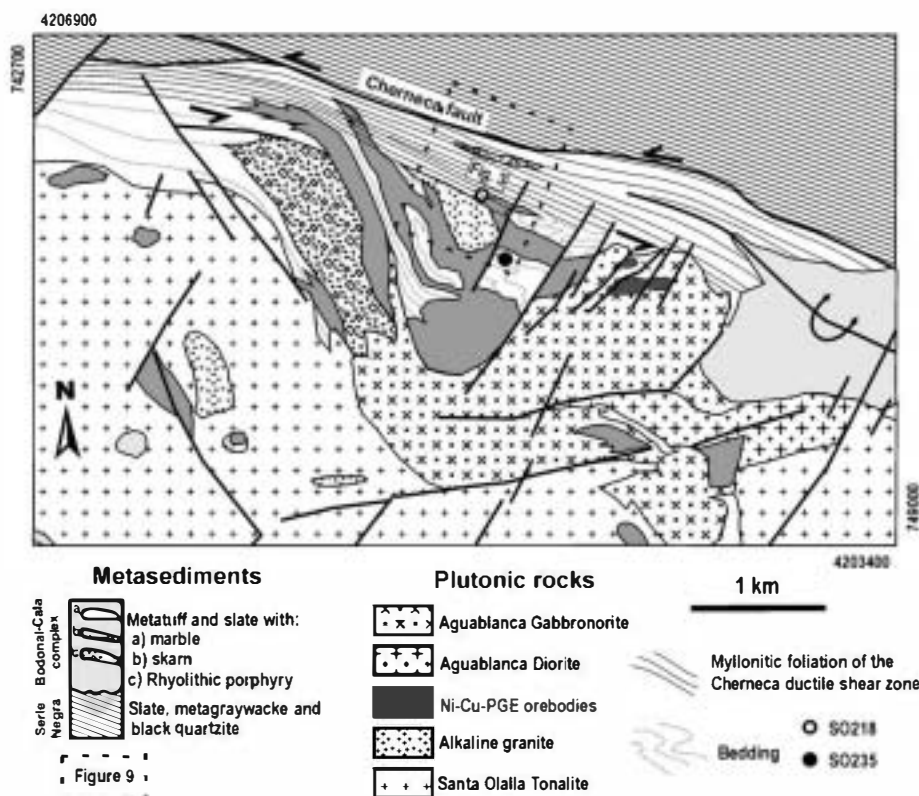 4206900
742700
Cherneca fault
749000
4203400
Metasediments
Bodonal-Cala
complex
a
Metatuff and slate with:
a) marble
b) skarn
c) Rhyolithic porphyry
Serie
Negra
Slate, metagraywacke and
black quartzite
Figure 9
Plutonic rocks
Aguablanca Gabbronorite
Aguablanca Diorite
Ni-Cu-PGE orebodies
Alkaline granite
Santa Olalla Tonalite
1 km
Myllonitic foliation of the
Cherneca ductile shear zone
Bedding
SO218
SO235
N